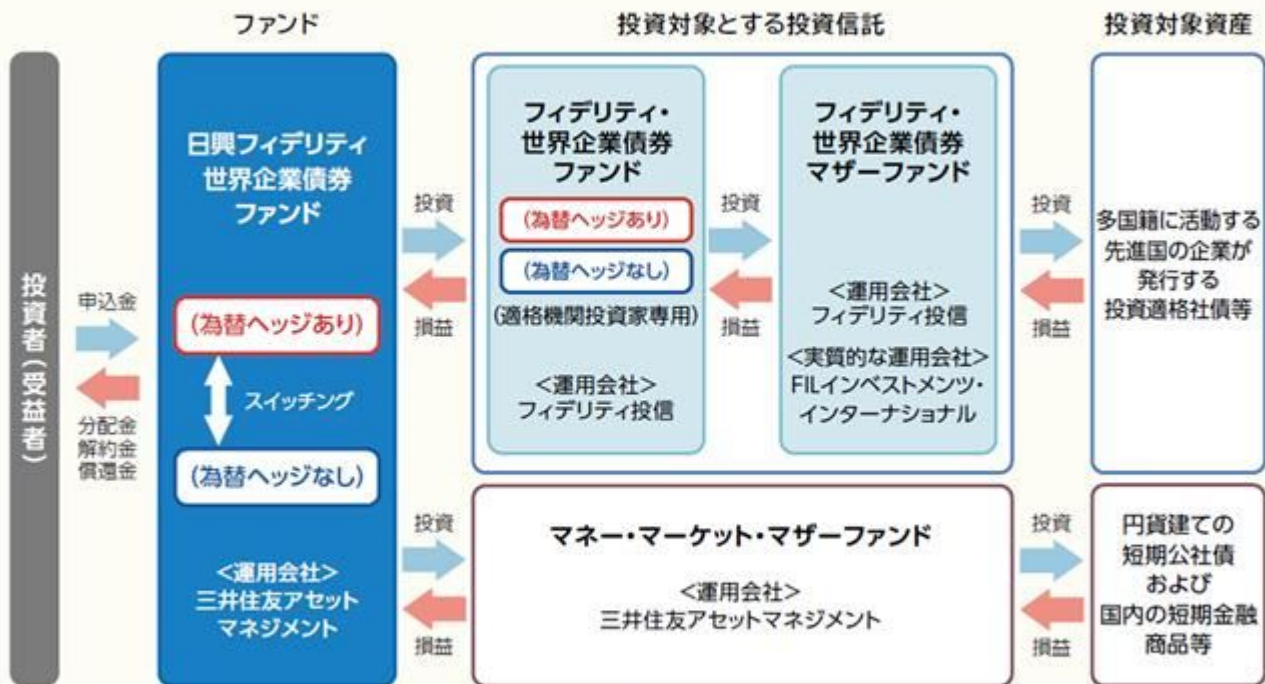 ファンド
投資対象とする投資信託
投資対象資産
投資者(受益者)
申込金
分配金
解約金
償還金
日興フィデリティ
世界企業債券
ファンド
(為替ヘッジあり)
スイッチング
(為替ヘッジなし)
<運用会社>
三井住友アセット
マネジメント
投資
損益
フィデリティ・
世界企業債券
ファンド
(為替ヘッジあり)
(為替ヘッジなし)
(適格機関投資家専用)
<運用会社>
フィデリティ投信
投資
損益
フィデリティ・
世界企業債券
マザーファンド
<運用会社>
フィデリティ投信
<実質的な運用会社>
FILインベストメンツ・
インターナショナル
投資
損益
多国籍に活動する
先進国の企業が
発行する
投資適格社債等
投資
損益
マネー・マーケット・マザーファンド
<運用会社>
三井住友アセットマネジメント
投資
損益
円貨建ての
短期公社債
および
国内の短期金融
商品等